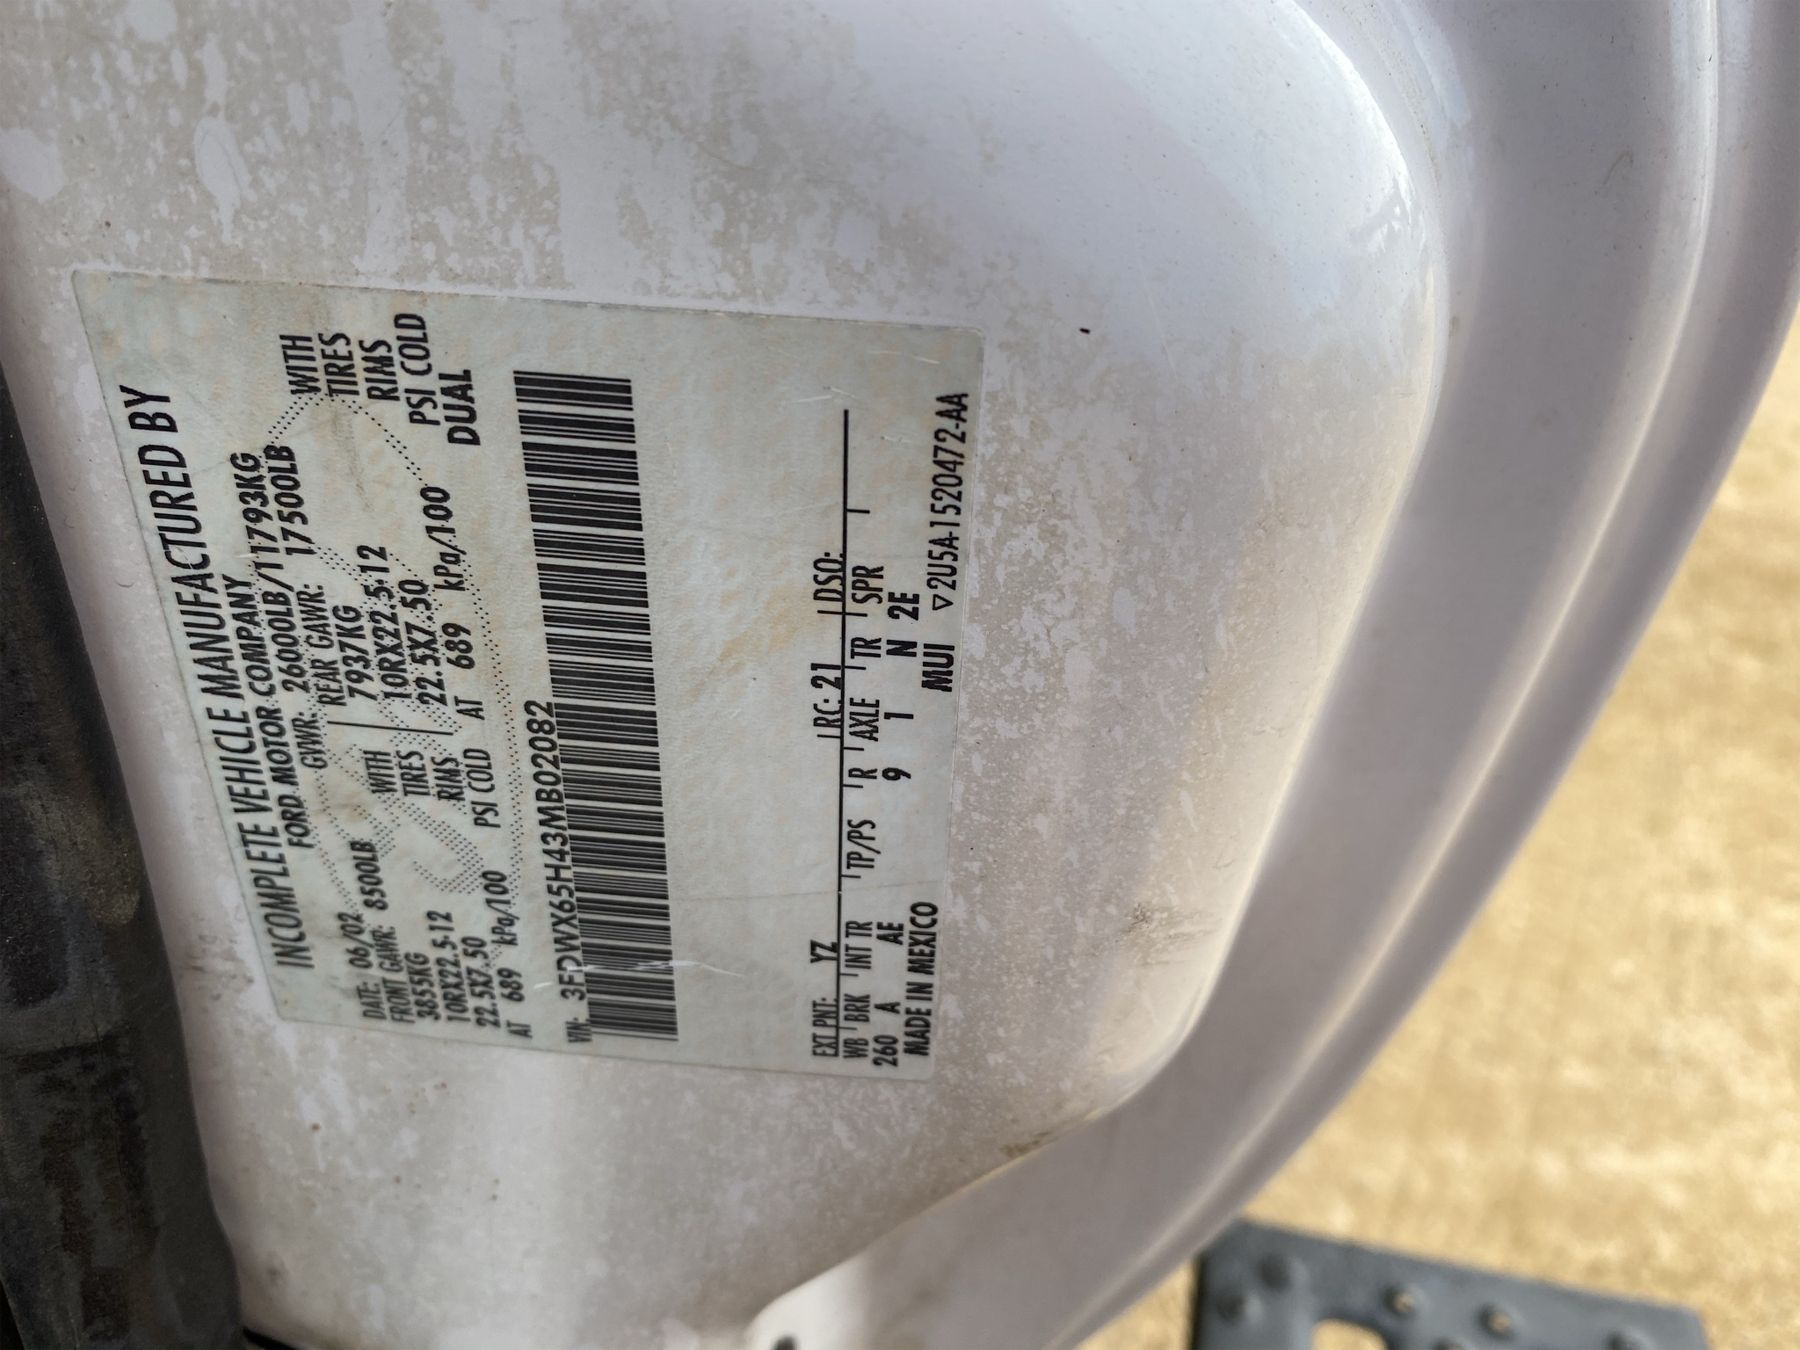 INCOMPLETE VEHICLE MANUFACTURED BY
FORD MOTOR COMPANY
DATE: 06/02 GVWR: 26000LB/11793KG
FRONT GAWR: 8500LB REAR GAWR: 17500LB
3855KG WITH 7937KG WITH
10RX22.5-12 TIRES 10RX22.5-12 TIRES
22.5X7.50 RIMS 22.5X7.50 RIMS
AT 689 kPa/100 PSI COLD AT 689 kPa/100 PSI COLD
DUAL
VIN: 3FDWX65H43MB02082
EXT PNT: YZ RC: 21 DSO:
WB BRK INT TR TP/PS R AXLE TR SPR
260 A AE 9 1 N 2E
MADE IN MEXICO MUI ▽2U5A-1520472-AA